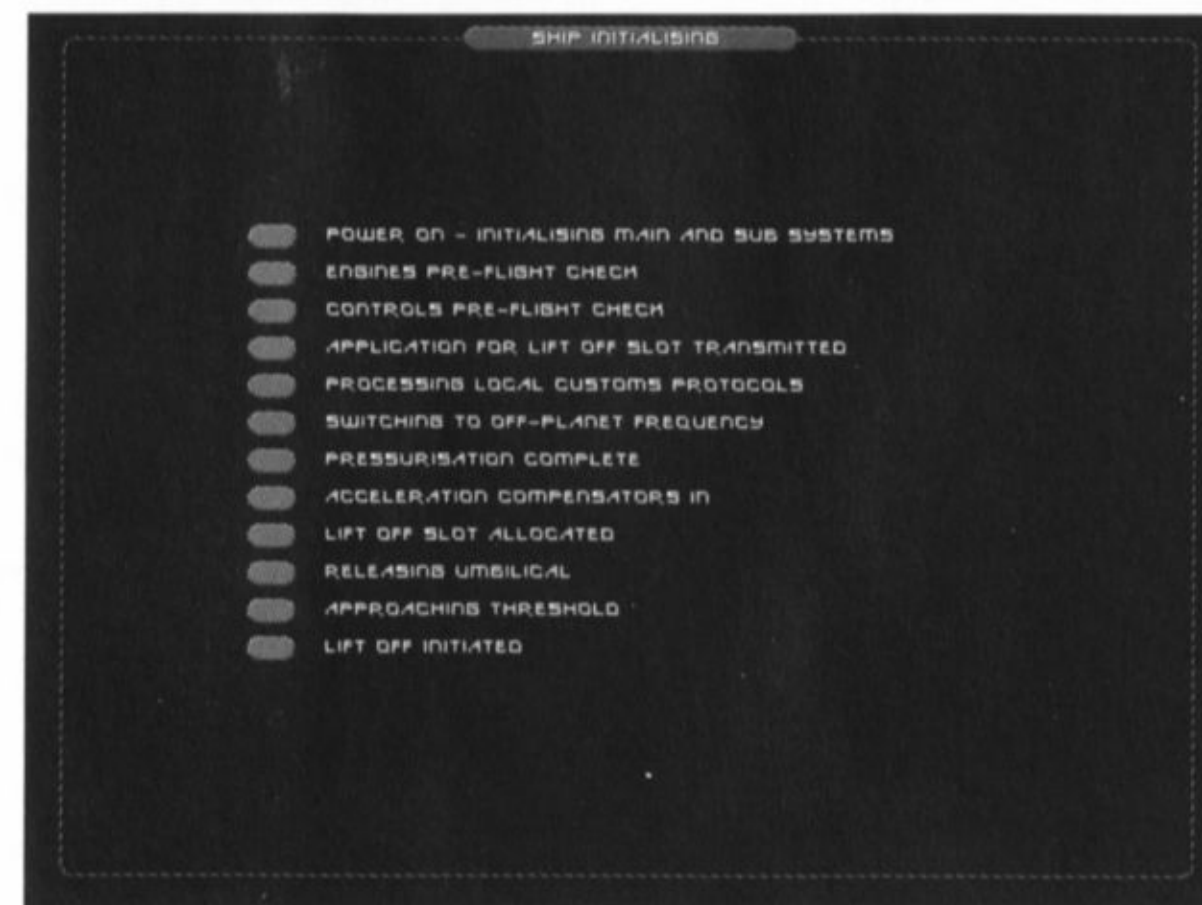 SHIP INITIALISING
POWER ON - INITIALISING MAIN AND SUB SYSTEMS
ENGINES PRE-FLIGHT CHECK
CONTROLS PRE-FLIGHT CHECK
APPLICATION FOR LIFT OFF SLOT TRANSMITTED
PROCESSING LOCAL CUSTOMS PROTOCOLS
SWITCHING TO OFF-PLANET FREQUENCY
PRESSURISATION COMPLETE
ACCELERATION COMPENSATORS IN
LIFT OFF SLOT ALLOCATED
RELEASING UMBILICAL
APPROACHING THRESHOLD
LIFT OFF INITIATED